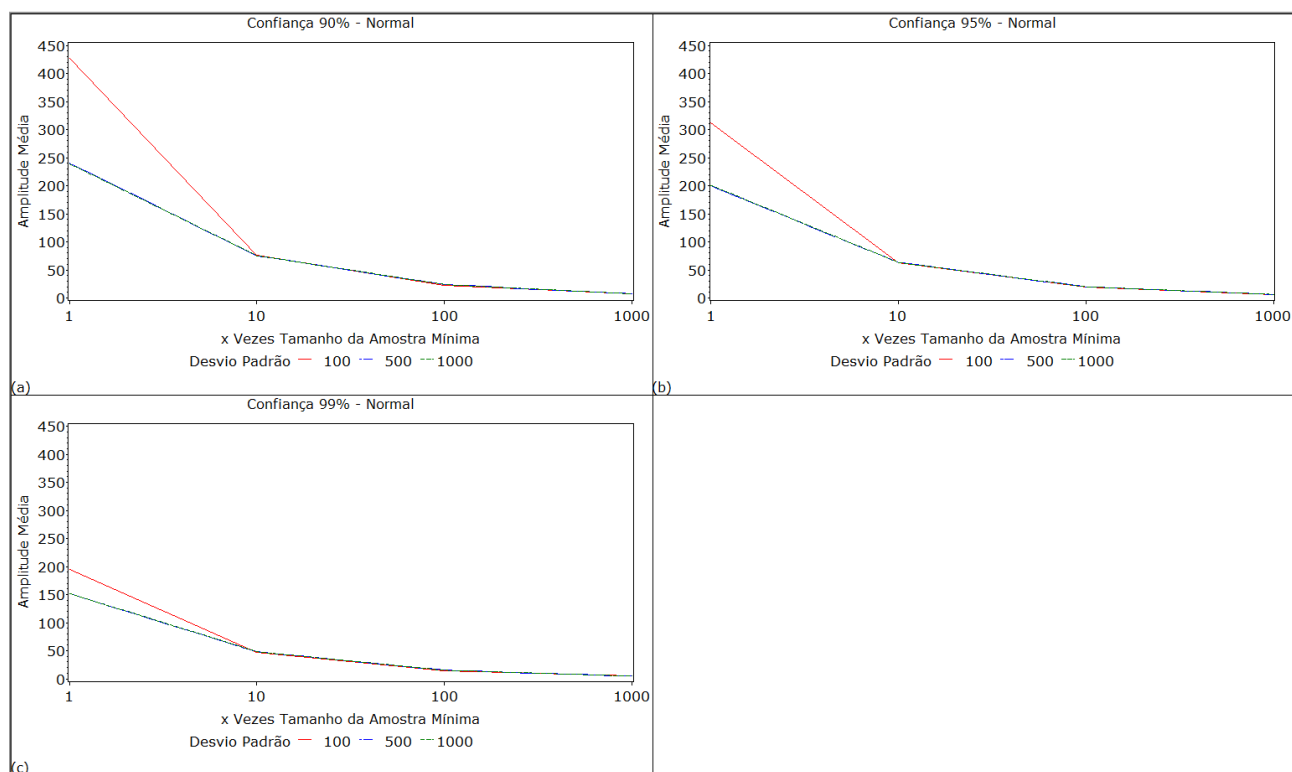 Confiança 90% - Normal
450
400
350
300
250
200
150
100
50
0
Amplitude Média
1 10 100 1000
x Vezes Tamanho da Amostra Mínima
Desvio Padrão 100 500 1000
(a)
Confiança 95% - Normal
450
400
350
300
250
200
150
100
50
0
Amplitude Média
1 10 100 1000
x Vezes Tamanho da Amostra Mínima
Desvio Padrão 100 500 1000
(b)
Confiança 99% - Normal
450
400
350
300
250
200
150
100
50
0
Amplitude Média
1 10 100 1000
x Vezes Tamanho da Amostra Mínima
Desvio Padrão 100 500 1000
(c)